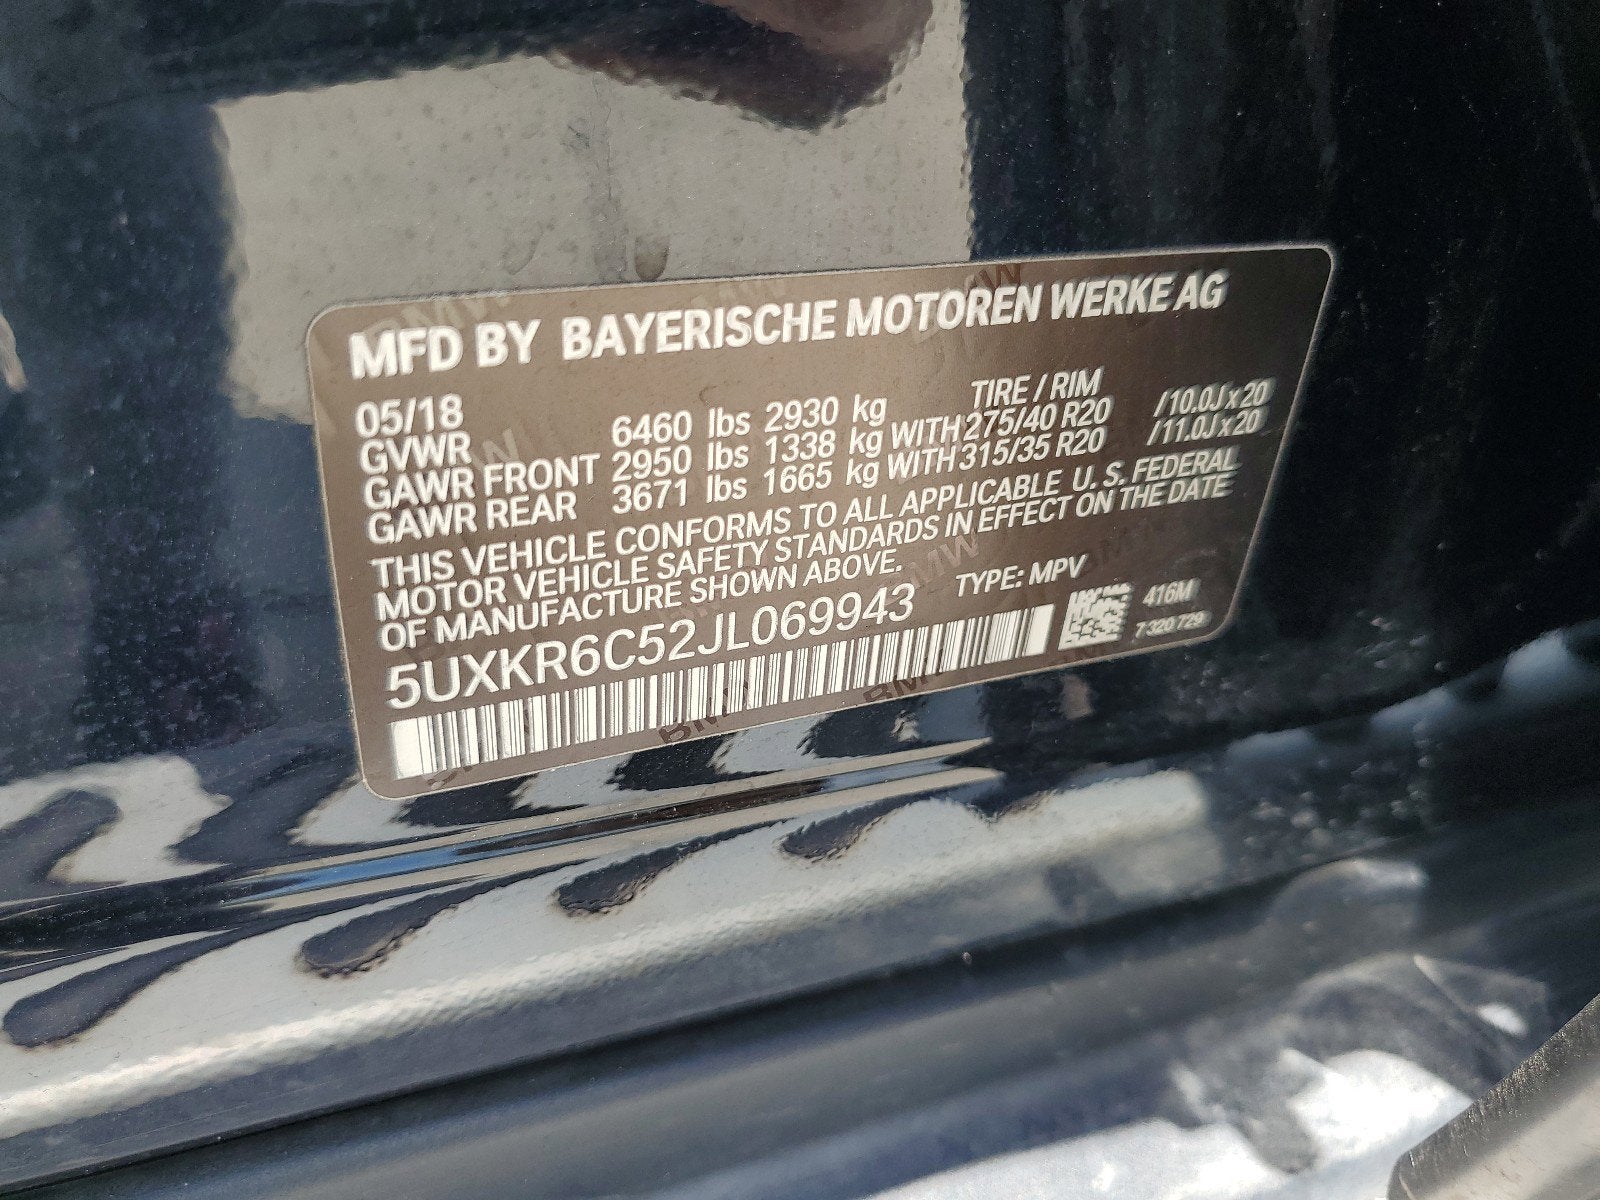 MFD BY BAYERISCHE MOTOREN WERKE AG
05/18 TIRE / RIM
GVWR 6460 lbs 2930 kg
GAWR FRONT 2950 lbs 1338 kg WITH 275/40 R20 /10.0J x 20
GAWR REAR 3671 lbs 1665 kg WITH 315/35 R20 /11.0J x 20
THIS VEHICLE CONFORMS TO ALL APPLICABLE U.S. FEDERAL
MOTOR VEHICLE SAFETY STANDARDS IN EFFECT ON THE DATE
OF MANUFACTURE SHOWN ABOVE.
5UXKR6C52JL069943 TYPE: MPV
416M
7 320 729